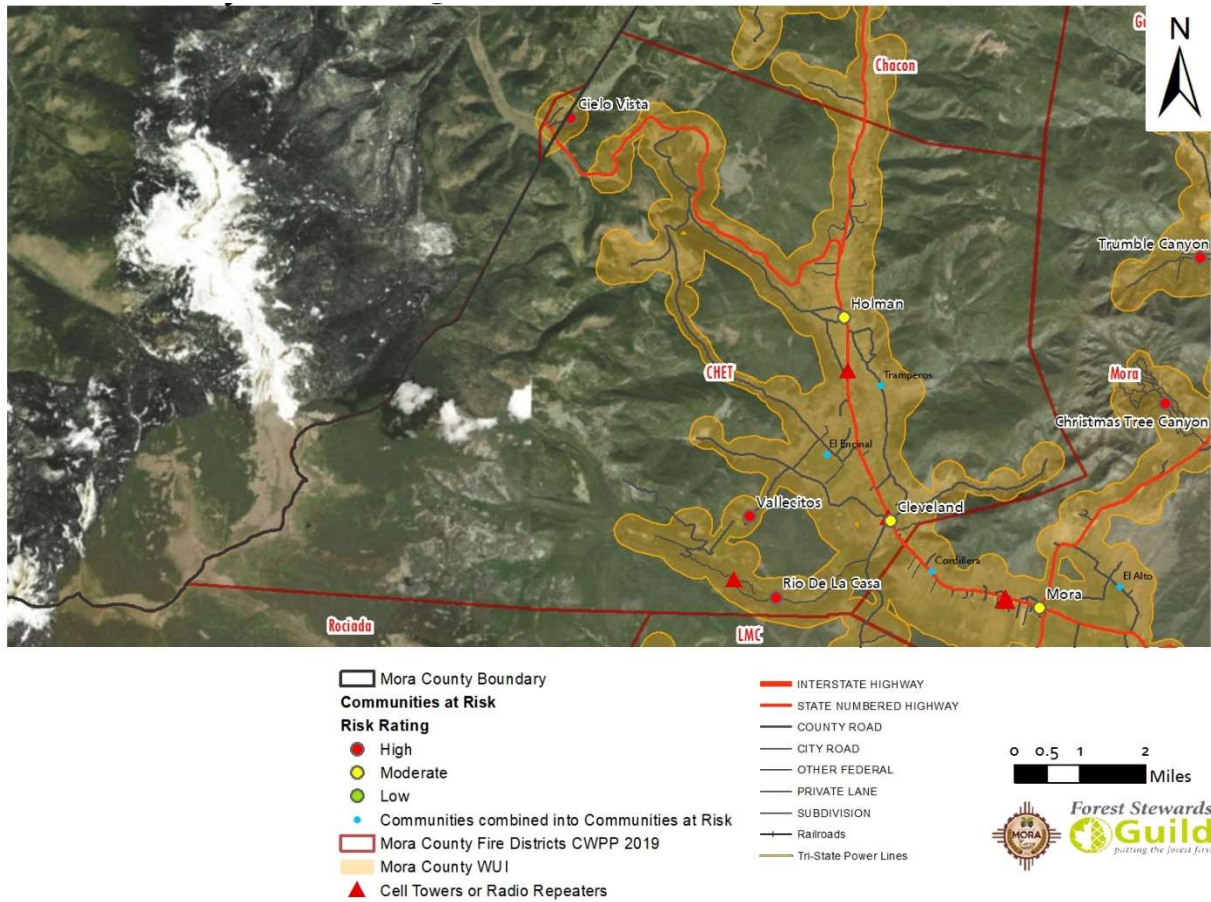 N
Chacon
Cielo Vista
Trumble Canyon
Holman
CHET
Tramperos
Mora
Christmas Tree Canyon
El Encinal
Vallecitos
Cleveland
Cordillera
El Alto
Rio De La Casa
Mora
Rociada
LMC
Mora County Boundary
Communities at Risk
Risk Rating
High
Moderate
Low
Communities combined into Communities at Risk
Mora County Fire Districts CWPP 2019
Mora County WUI
Cell Towers or Radio Repeaters
INTERSTATE HIGHWAY
STATE NUMBERED HIGHWAY
COUNTY ROAD
CITY ROAD
OTHER FEDERAL
PRIVATE LANE
SUBDIVISION
Railroads
Tri-State Power Lines
0 0.5 1 2
Miles
MORA
Forest Stewards
Guild
putting the forest first